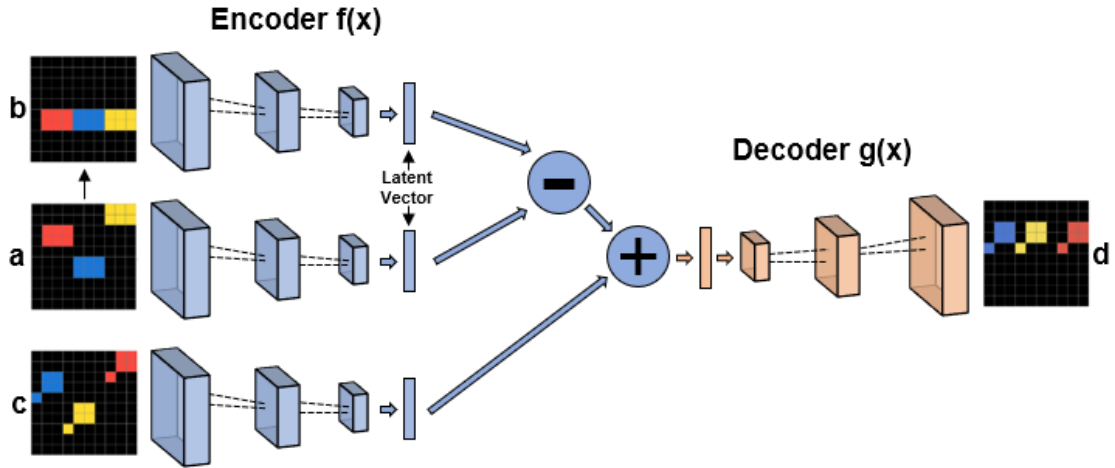 Encoder f(x)
b
Latent
Vector
Decoder g(x)
a
d
c